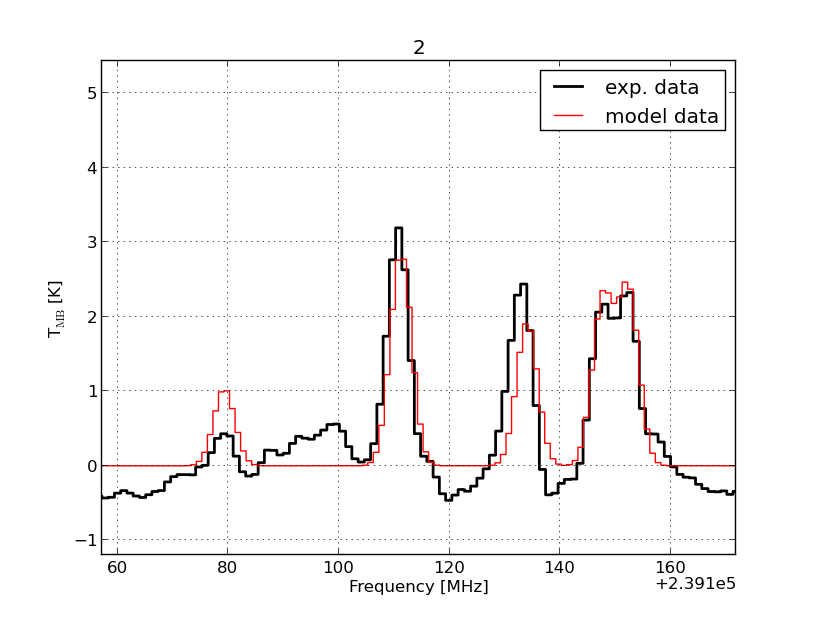 2
exp. data
model data
T_MB [K]
5
4
3
2
1
0
−1
60
80
100
120
140
160
+2.391e5
Frequency [MHz]